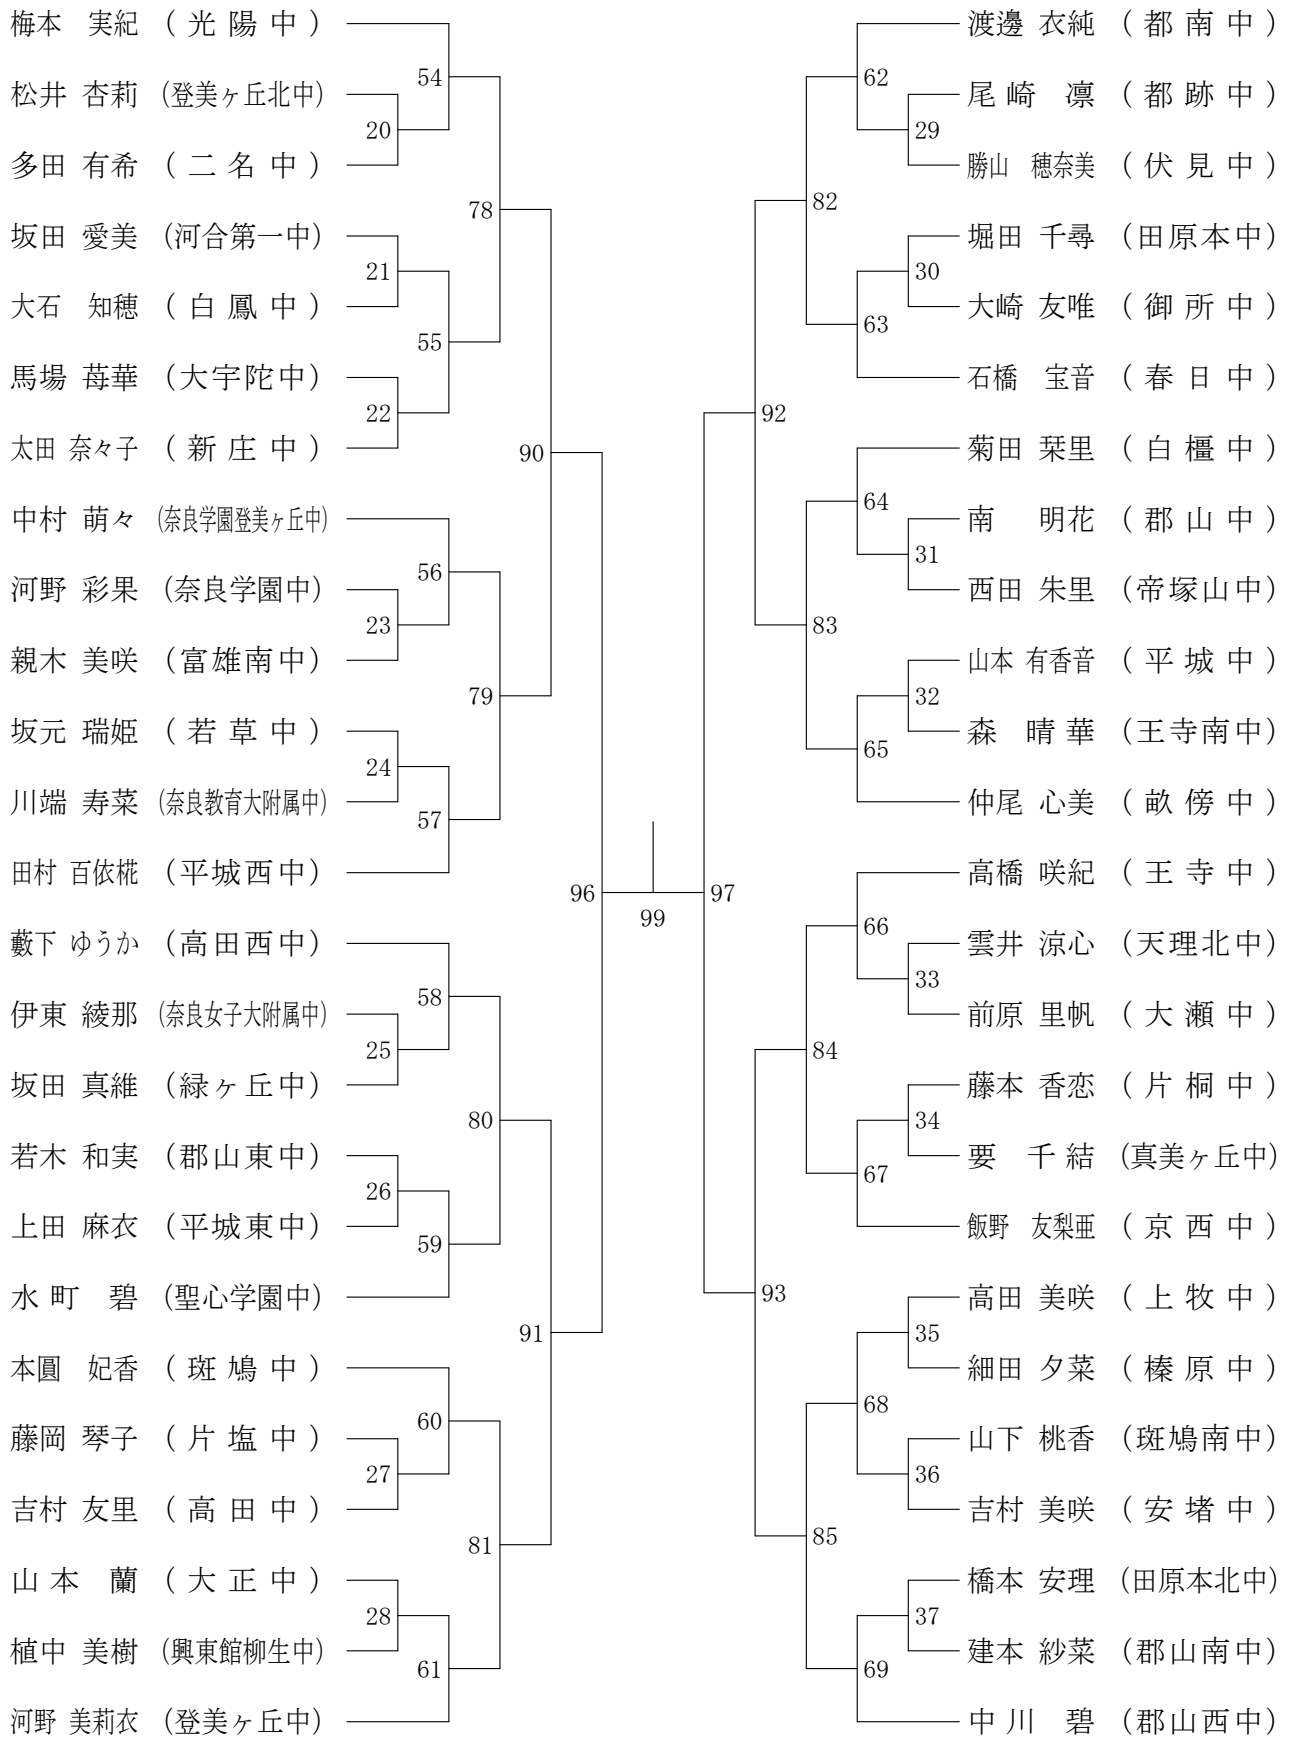 梅本 実紀 (光陽中)
54
松井 杏莉 (登美ヶ丘北中)
20
多田 有希 (二名中)
78
坂田 愛美 (河合第一中)
21
大石 知穂 (白鳳中)
55
馬場 苺華 (大宇陀中)
22
太田 奈々子 (新庄中)
90
中村 萌々 (奈良学園登美ヶ丘中)
56
河野 彩果 (奈良学園中)
23
親木 美咲 (富雄南中)
79
坂元 瑞姫 (若草中)
24
川端 寿菜 (奈良教育大附属中)
57
田村 百依椛 (平城西中)
96
藪下 ゆうか (高田西中)
58
伊東 綾那 (奈良女子大附属中)
25
坂田 真維 (緑ヶ丘中)
80
若木 和実 (郡山東中)
26
上田 麻衣 (平城東中)
59
水町 碧 (聖心学園中)
91
本圓 妃香 (斑鳩中)
60
藤岡 琴子 (片塩中)
27
吉村 友里 (高田中)
81
山本 蘭 (大正中)
28
植中 美樹 (興東館柳生中)
61
河野 美莉衣 (登美ヶ丘中)
99
渡邊 衣純 (都南中)
62
尾崎 凛 (都跡中)
29
勝山 穂奈美 (伏見中)
82
堀田 千尋 (田原本中)
30
大崎 友唯 (御所中)
63
石橋 宝音 (春日中)
92
菊田 栞里 (白橿中)
64
南 明花 (郡山中)
31
西田 朱里 (帝塚山中)
83
山本 有香音 (平城中)
32
森 晴華 (王寺南中)
65
仲尾 心美 (畝傍中)
高橋 咲紀 (王寺中)
97
66
雲井 涼心 (天理北中)
33
前原 里帆 (大瀬中)
84
藤本 香恋 (片桐中)
34
要 千結 (真美ヶ丘中)
67
飯野 友梨亜 (京西中)
93
高田 美咲 (上牧中)
35
細田 夕菜 (榛原中)
68
山下 桃香 (斑鳩南中)
36
吉村 美咲 (安堵中)
85
橋本 安理 (田原本北中)
37
建本 紗菜 (郡山南中)
69
中川 碧 (郡山西中)